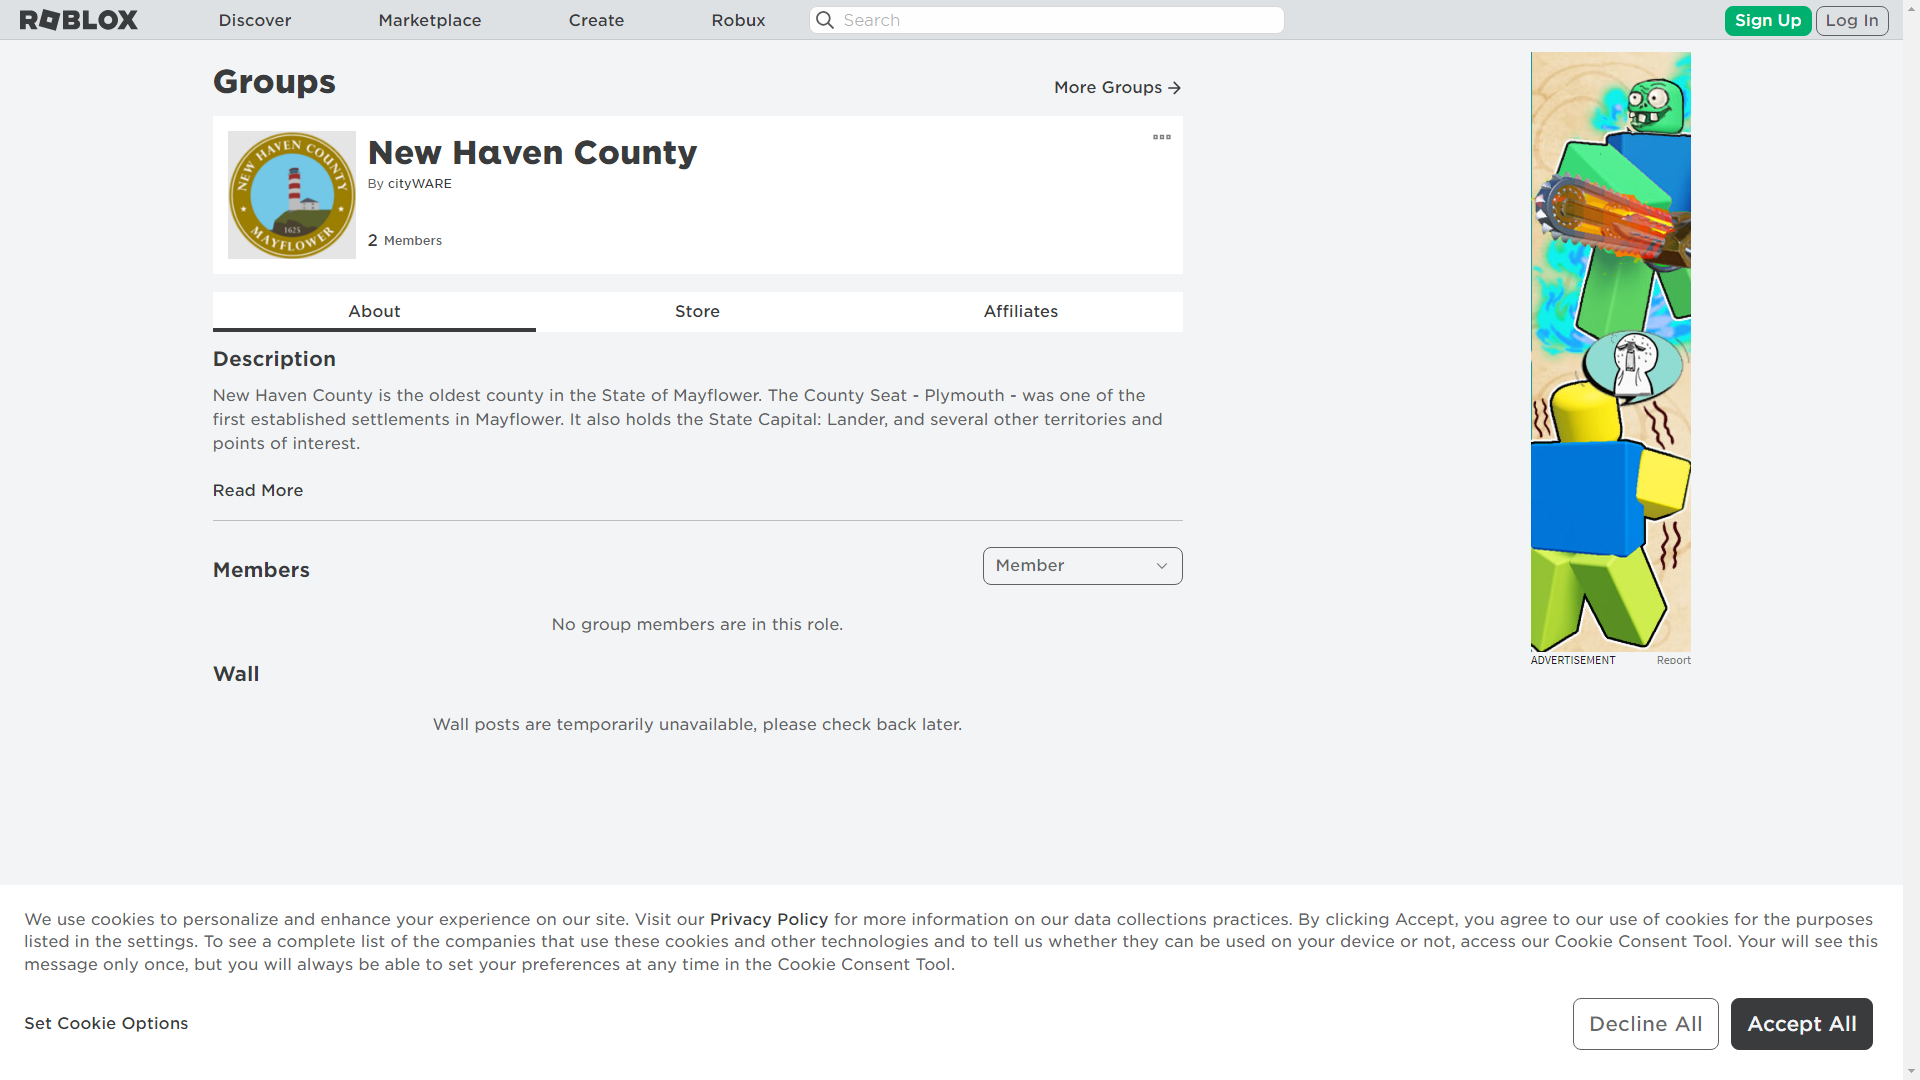 ROBLOX Discover Marketplace Create Robux Search Sign Up Log In
Groups
More Groups
NEW HAVEN COUNTY
1625
MAYFLOWER
New Haven County
By cityWARE
2 Members
About Store Affiliates
Description
New Haven County is the oldest county in the State of Mayflower. The County Seat - Plymouth - was one of the
first established settlements in Mayflower. It also holds the State Capital: Lander, and several other territories and
points of interest.
Read More
Members
Member
No group members are in this role.
Wall
Wall posts are temporarily unavailable, please check back later.
ADVERTISEMENT Report
We use cookies to personalize and enhance your experience on our site. Visit our Privacy Policy for more information on our data collections practices. By clicking Accept, you agree to our use of cookies for the purposes
listed in the settings. To see a complete list of the companies that use these cookies and other technologies and to tell us whether they can be used on your device or not, access our Cookie Consent Tool. Your will see this
message only once, but you will always be able to set your preferences at any time in the Cookie Consent Tool.
Set Cookie Options
Decline All
Accept All